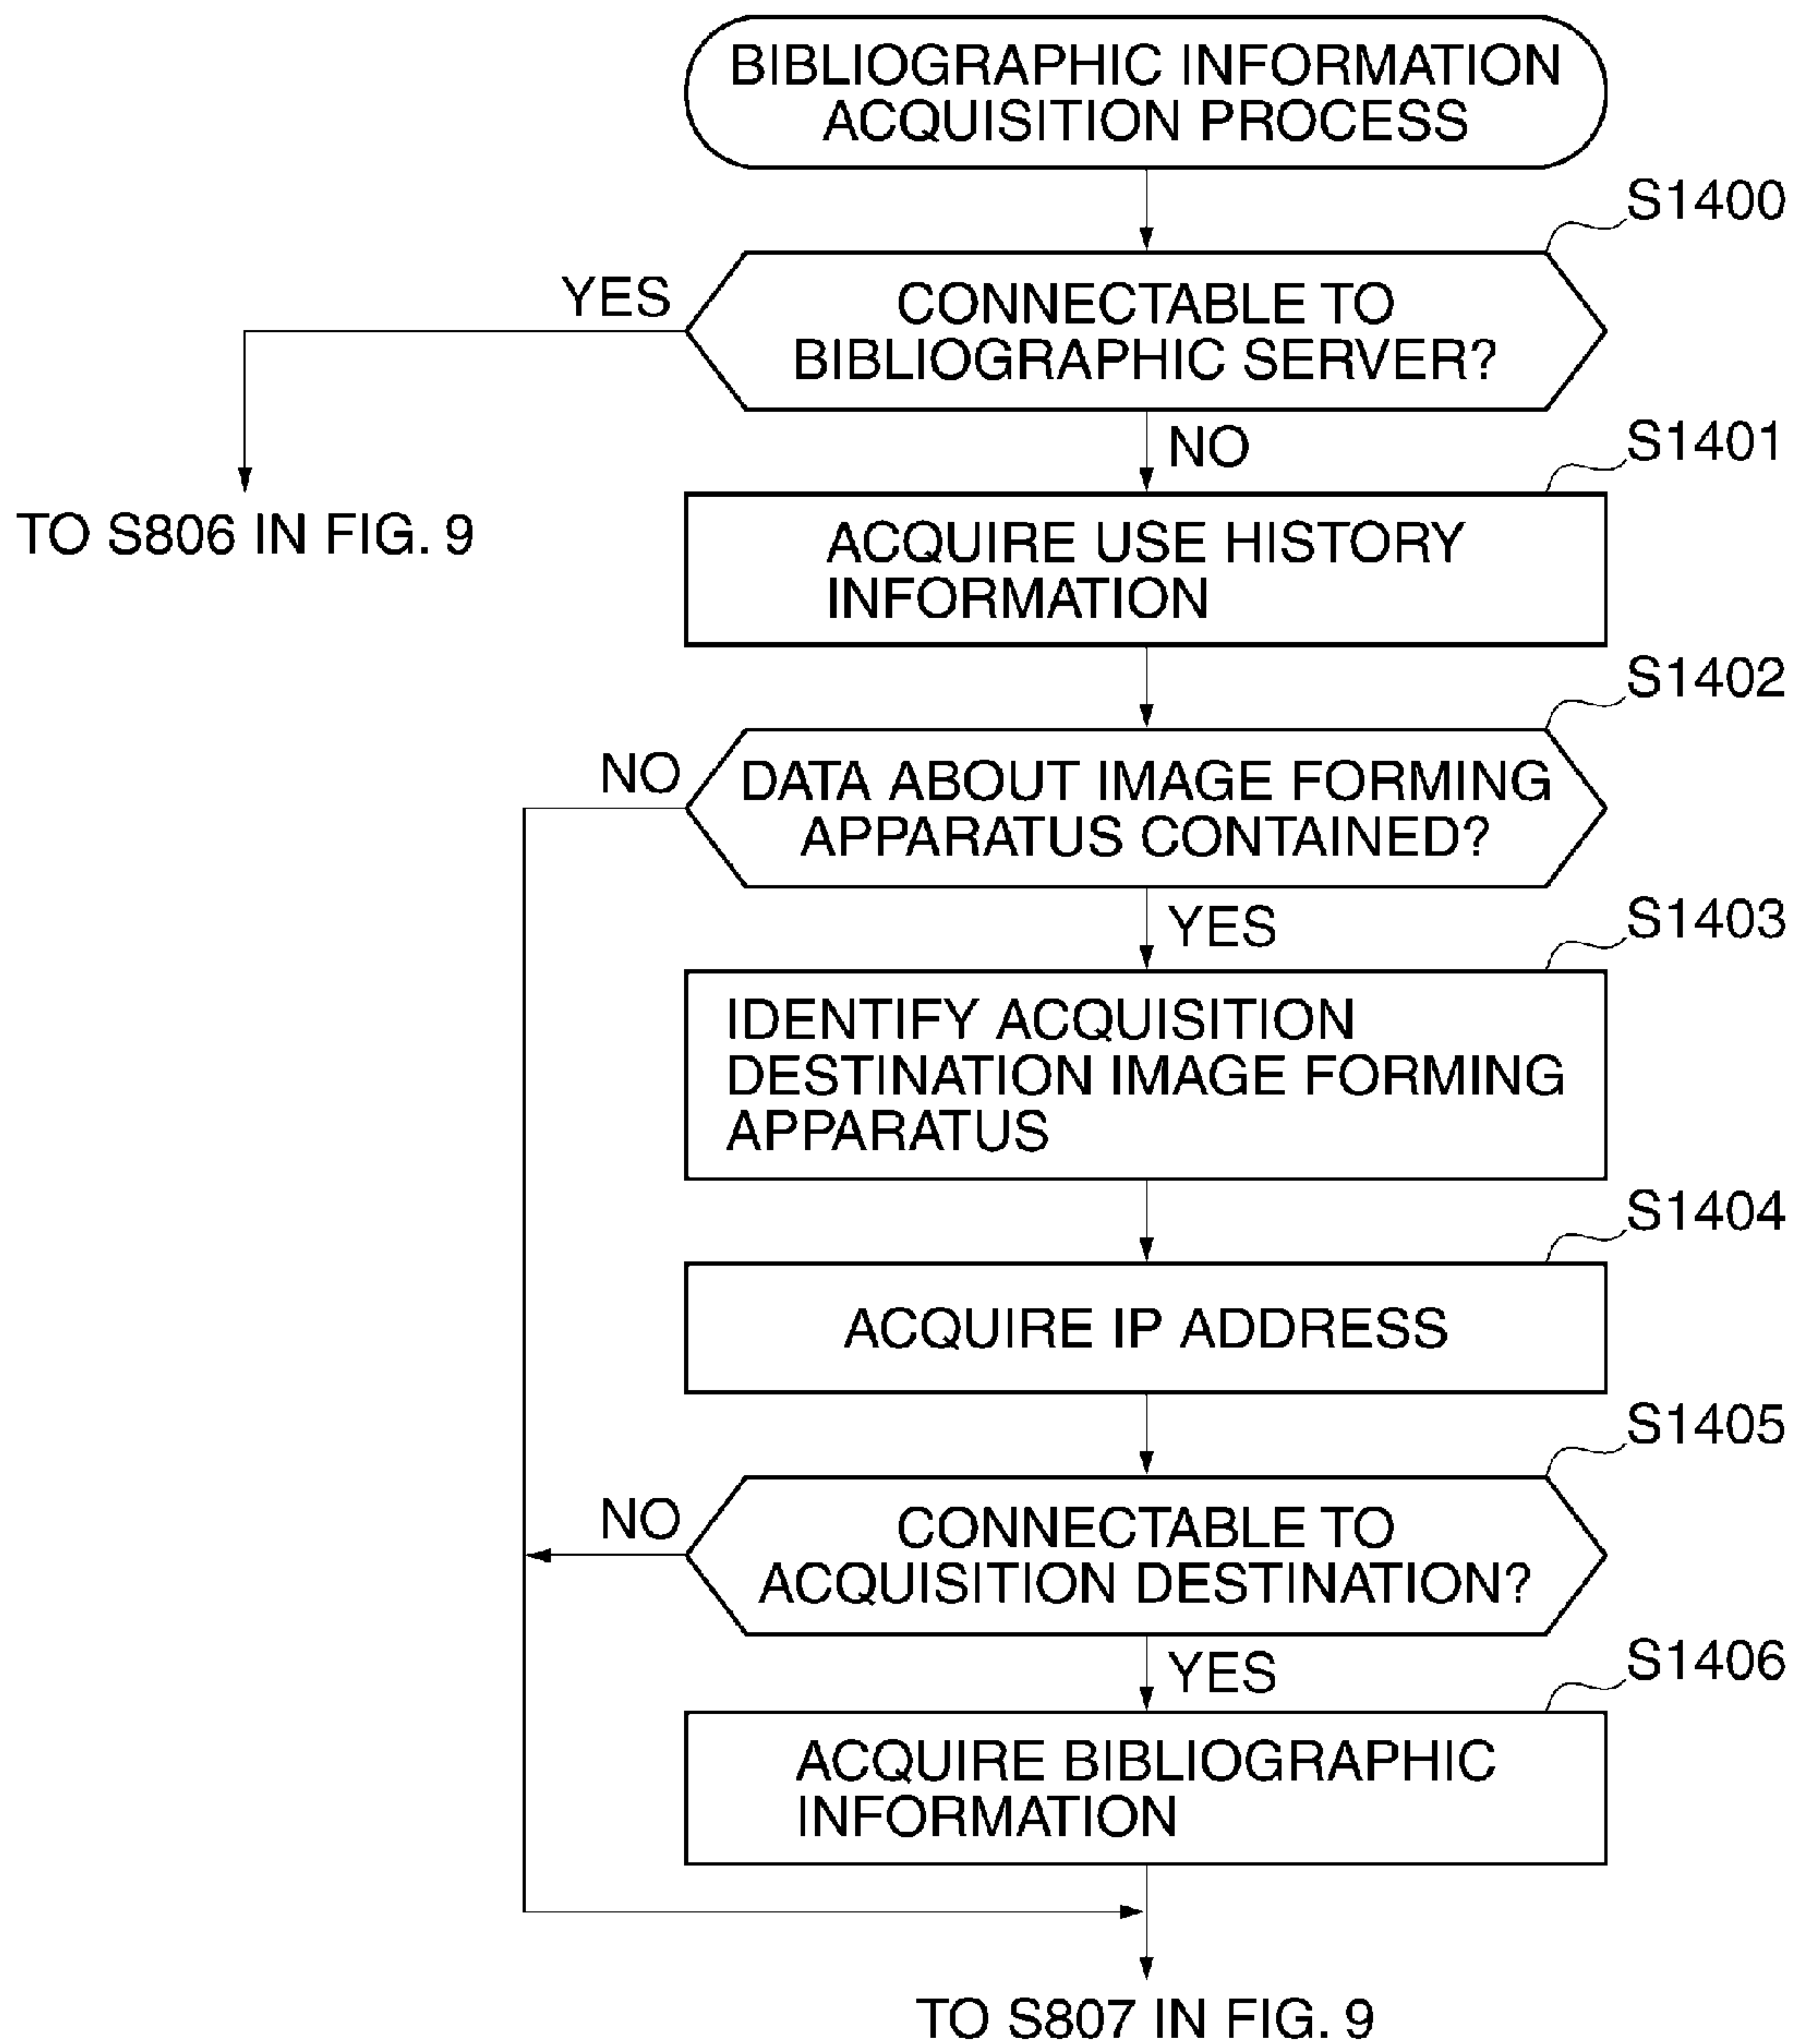 BIBLIOGRAPHIC INFORMATION
ACQUISITION PROCESS
S1400
YES
CONNECTABLE TO
BIBLIOGRAPHIC SERVER?
NO
S1401
TO S806 IN FIG. 9
ACQUIRE USE HISTORY
INFORMATION
S1402
NO
DATA ABOUT IMAGE FORMING
APPARATUS CONTAINED?
YES
S1403
IDENTIFY ACQUISITION
DESTINATION IMAGE FORMING
APPARATUS
S1404
ACQUIRE IP ADDRESS
S1405
NO
CONNECTABLE TO
ACQUISITION DESTINATION?
YES
S1406
ACQUIRE BIBLIOGRAPHIC
INFORMATION
TO S807 IN FIG. 9